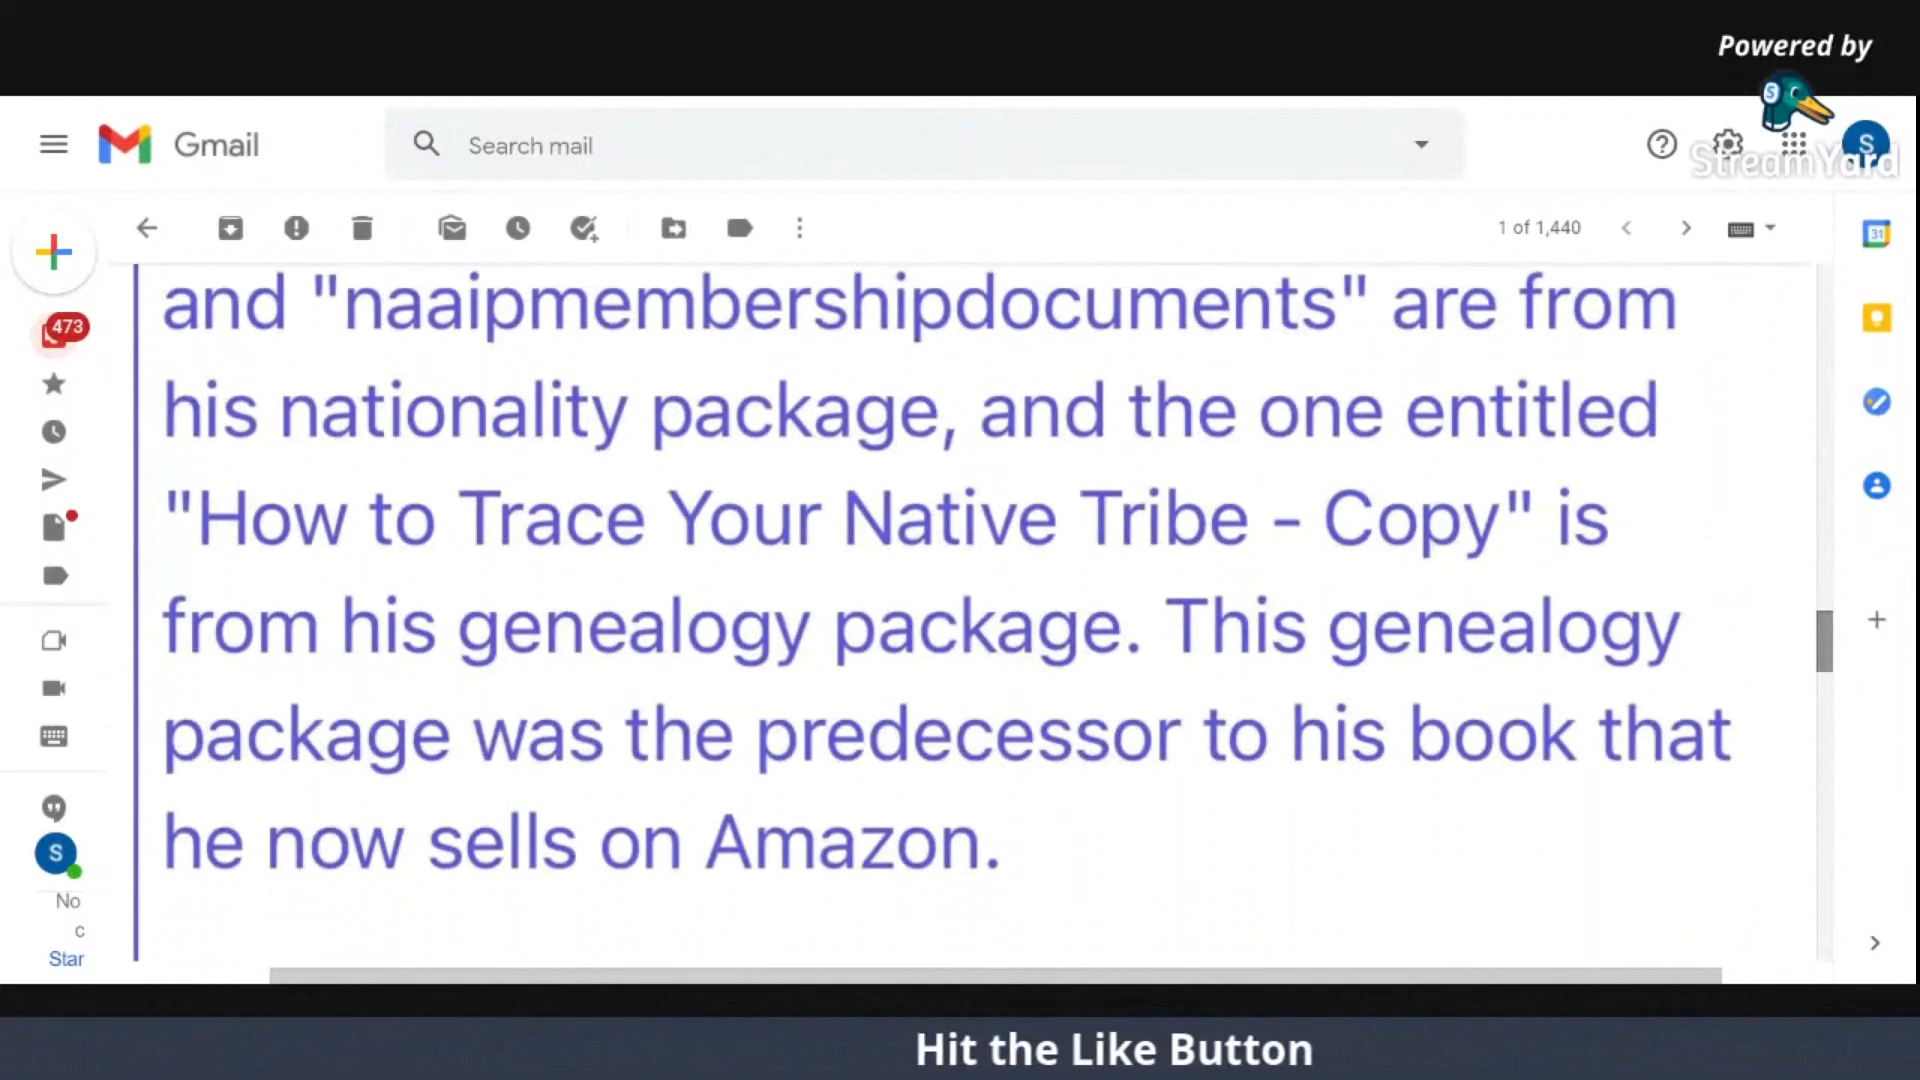 Powered by
StreamYard
Gmail
Search mail
S
1 of 1,440
31
473
and "naaipmembershipdocuments" are from
his nationality package, and the one entitled
"How to Trace Your Native Tribe - Copy" is
from his genealogy package. This genealogy
package was the predecessor to his book that
he now sells on Amazon.
S
No
c
Star
Hit the Like Button